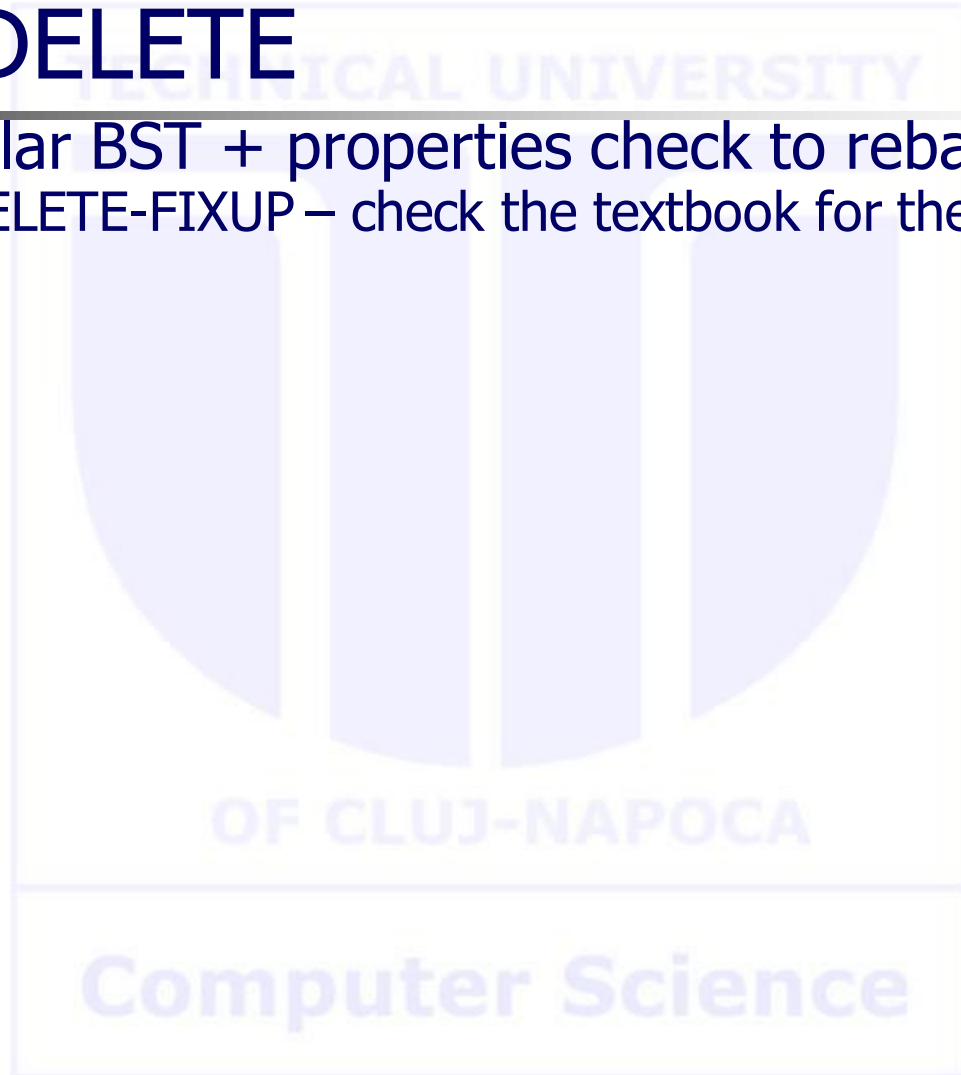 DELETE
TECHNICAL UNIVERSITY
lar BST + properties check to reba
ELETE-FIXUP – check the textbook for the
OF CLUJ-NAPOCA
Computer Science